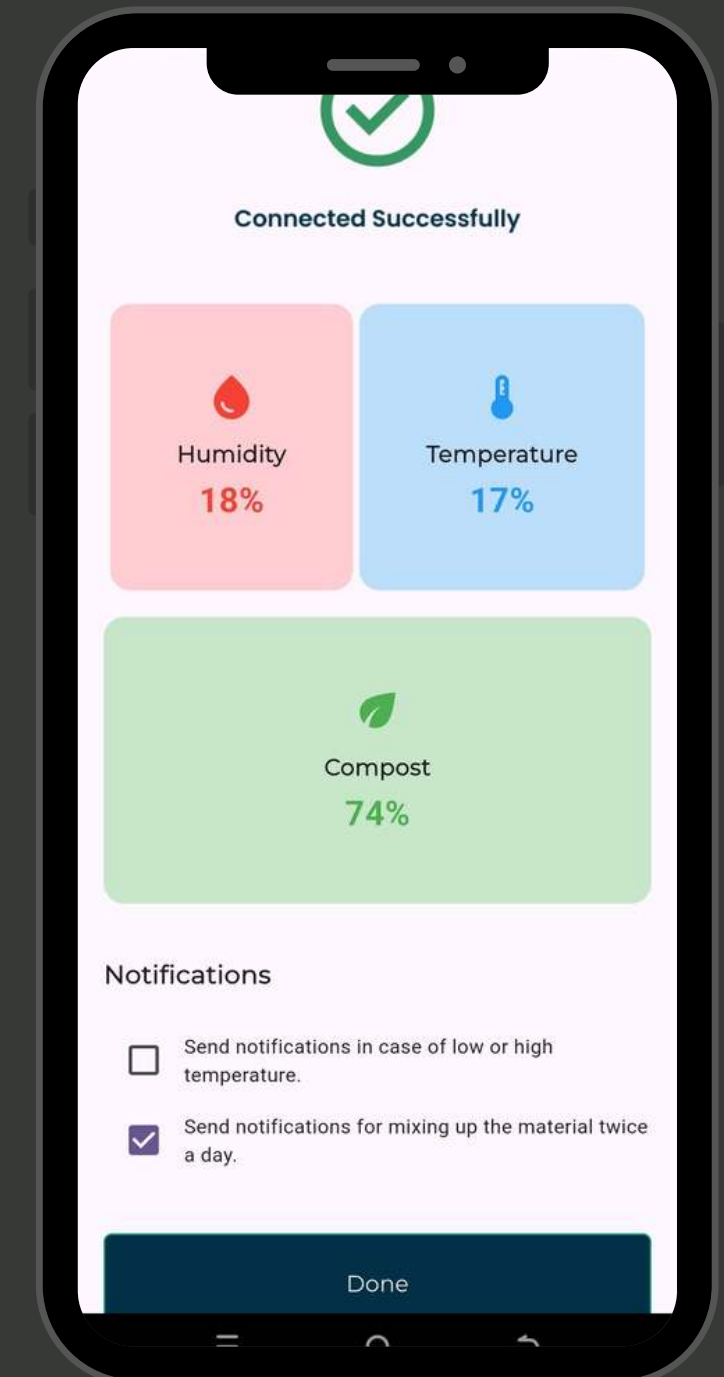 Connected Successfully
Humidity
18%
Temperature
17%
Compost
74%
Notifications
Send notifications in case of low or high
temperature.
Send notifications for mixing up the material twice
a day.
Done